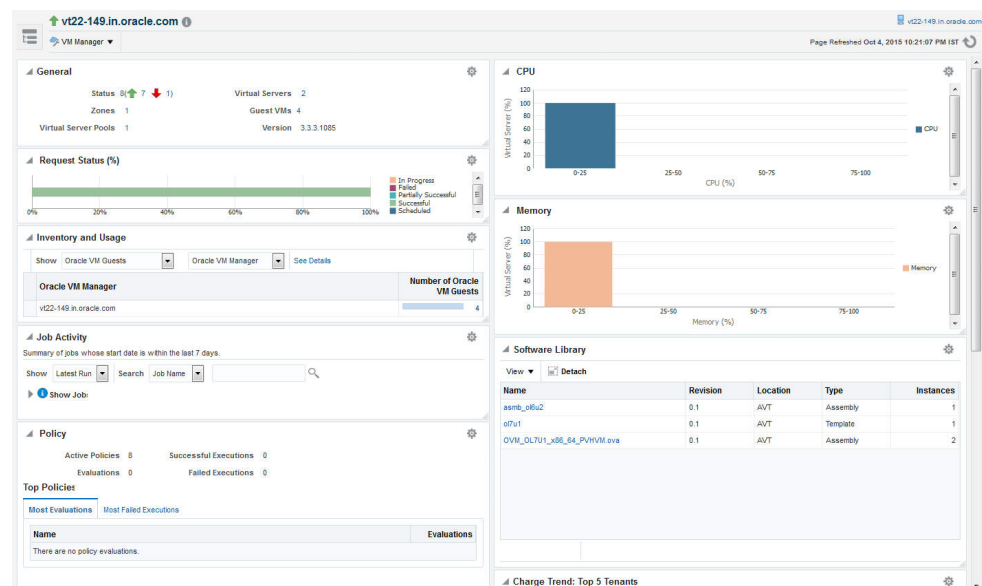 vt22-149.in.oracle.com
vt22-149.in.oracle.com
VM Manager
Page Refreshed Oct 4, 2015 10:21:07 PM IST
General
Status 8( 7 1)
Virtual Servers 2
Zones 1
Guest VMs 4
Virtual Server Pools 1
Version 3.3.3.1085
Request Status (%)
In Progress
Failed
Partially Successful
Successful
Scheduled
0% 20% 40% 60% 80% 100%
Inventory and Usage
Show Oracle VM Guests Oracle VM Manager See Details
Oracle VM Manager Number of Oracle
VM Guests
vt22-149.in.oracle.com 4
Job Activity
Summary of jobs whose start date is within the last 7 days.
Show Latest Run Search Job Name
Show Job
Policy
Active Policies 8 Successful Executions 0
Evaluations 0 Failed Executions 0
Top Policies
Most Evaluations Most Failed Executions
Name Evaluations
There are no policy evaluations.
CPU
120
100
80
60
40
20
0
Virtual Server (%)
0-25 25-50 50-75 75-100
CPU (%)
CPU
Memory
120
100
80
60
40
20
0
Virtual Server (%)
0-25 25-50 50-75 75-100
Memory (%)
Memory
Software Library
View Detach
Name Revision Location Type Instances
asmb_ol6u2 0.1 AVT Assembly 1
ol7u1 0.1 AVT Template 1
OVM_OL7U1_x86_64_PVHVM.ova 0.1 AVT Assembly 2
Charge Trend: Top 5 Tenants